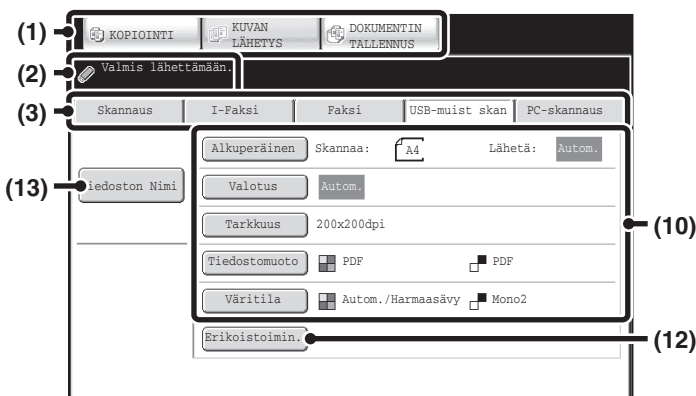 (1) KOPIOINTI KUVAN LÄHETYS DOKUMENTIN TALLENNUS
(2) Valmis lähettämään.
(3) Skannaus I-Faksi Faksi USB-muist skan PC-skannaus
Alkuperäinen Skannaa: A4 Lähetä: Autom.
(13) iedoston Nimi Valotus Autom.
Tarkkuus 200x200dpi (10)
Tiedostomuoto PDF PDF
Väritila Autom./Harmaasävy Mono2
Erikoistoimin. (12)